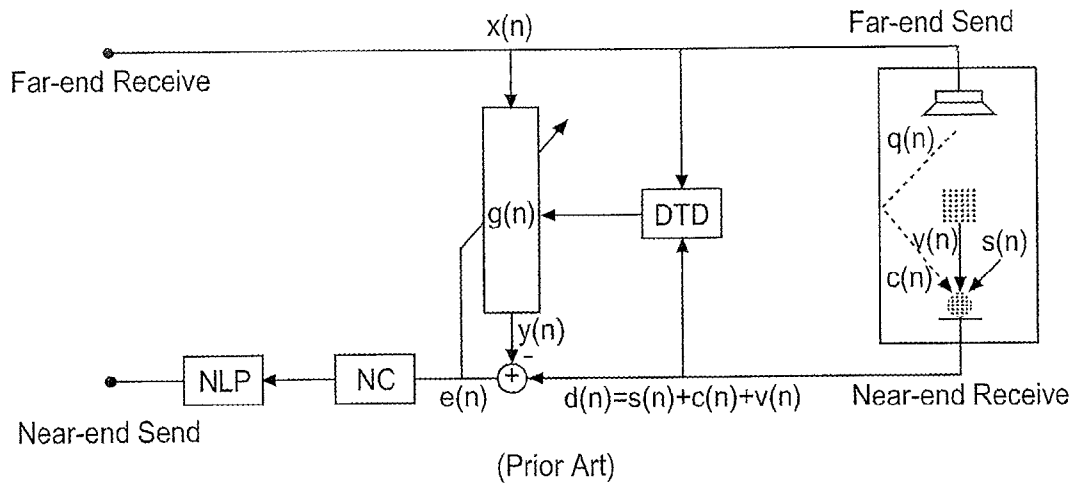 x(n)
Far-end Send
Far-end Receive
q(n)
g(n)
DTD
v(n)
s(n)
c(n)
y(n)
-
+
NLP
NC
e(n)
d(n)=s(n)+c(n)+v(n)
Near-end Receive
Near-end Send
(Prior Art)